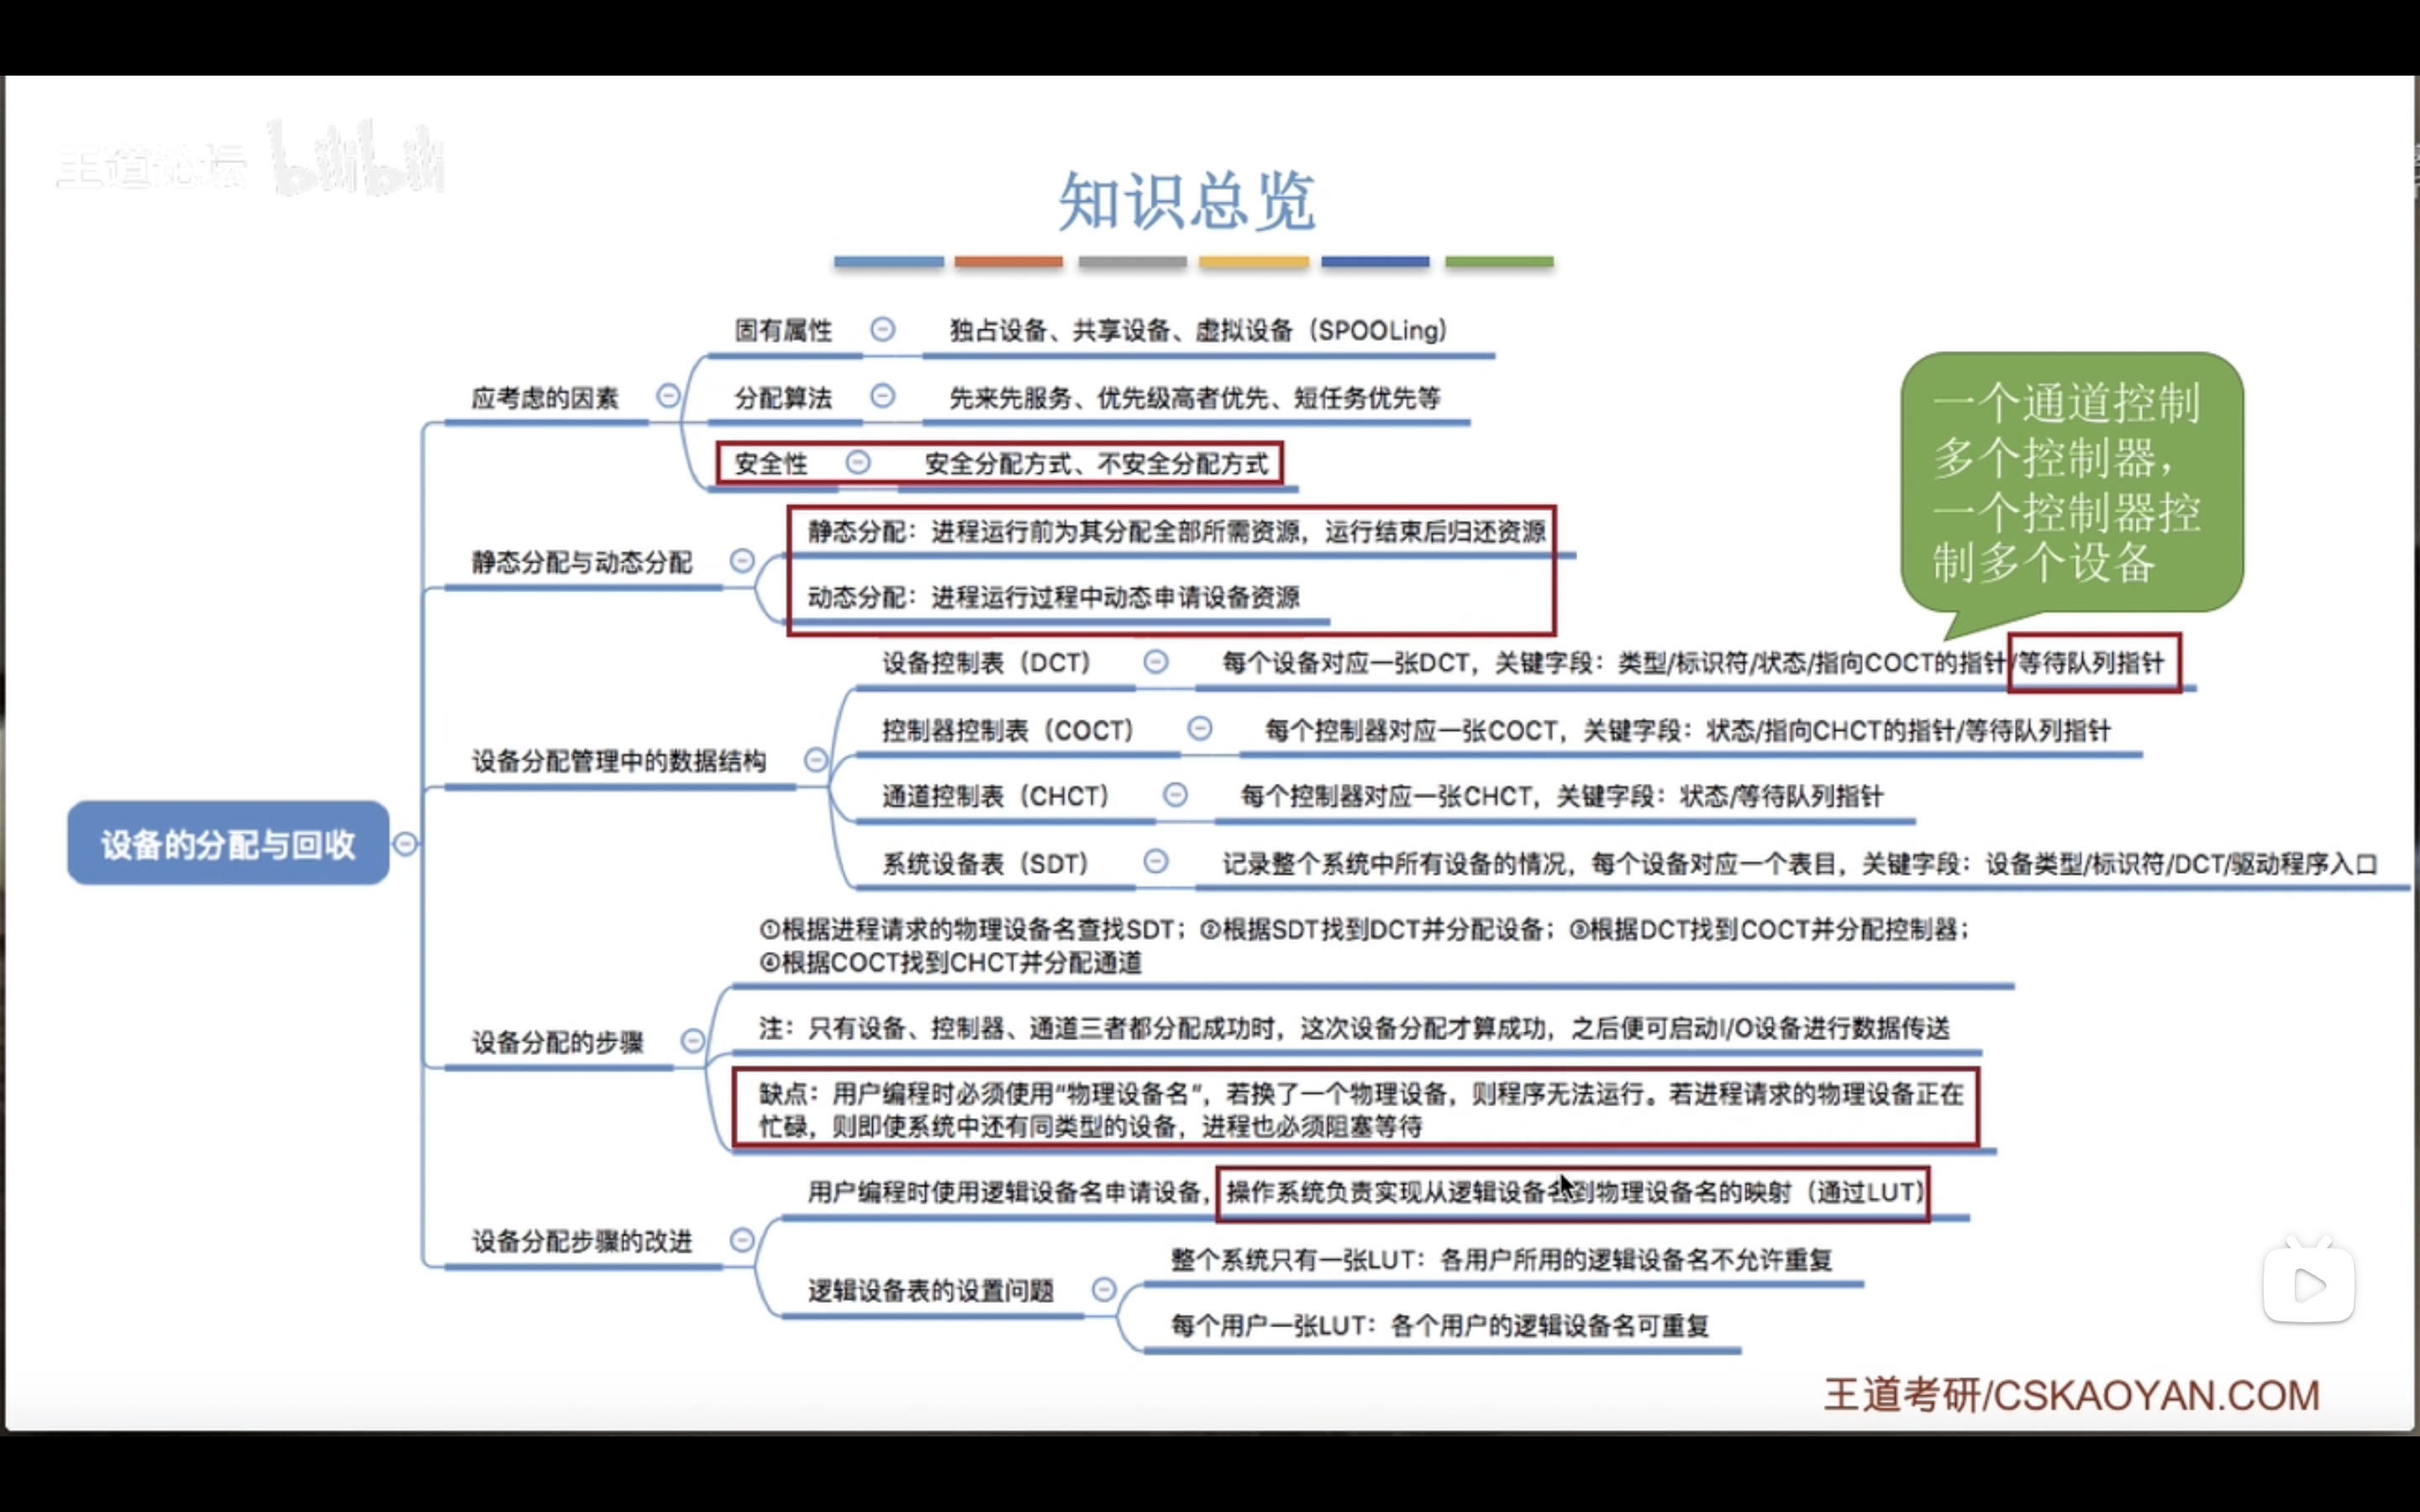 王道论坛 bilibili
知识总览
固有属性 独占设备、共享设备、虚拟设备（SPOOLing）
应考虑的因素 分配算法 先来先服务、优先级高者优先、短任务优先等
安全性 安全分配方式、不安全分配方式
静态分配与动态分配
静态分配：进程运行前为其分配全部所需资源，运行结束后归还资源
动态分配：进程运行过程中动态申请设备资源
一个通道控制
多个控制器，
一个控制器控
制多个设备
设备分配管理中的数据结构
设备控制表（DCT） 每个设备对应一张DCT，关键字段：类型/标识符/状态/指向COCT的指针/等待队列指针
控制器控制表（COCT） 每个控制器对应一张COCT，关键字段：状态/指向CHCT的指针/等待队列指针
通道控制表（CHCT） 每个控制器对应一张CHCT，关键字段：状态/等待队列指针
系统设备表（SDT） 记录整个系统中所有设备的情况，每个设备对应一个表目，关键字段：设备类型/标识符/DCT/驱动程序入口
设备的分配与回收
设备分配的步骤
①根据进程请求的物理设备名查找SDT；②根据SDT找到DCT并分配设备；③根据DCT找到COCT并分配控制器；
④根据COCT找到CHCT并分配通道
注：只有设备、控制器、通道三者都分配成功时，这次设备分配才算成功，之后便可启动I/O设备进行数据传送
缺点：用户编程时必须使用“物理设备名”，若换了一个物理设备，则程序无法运行。若进程请求的物理设备正在
忙碌，则即使系统中还有同类型的设备，进程也必须阻塞等待
设备分配步骤的改进
用户编程时使用逻辑设备名申请设备，操作系统负责实现从逻辑设备名到物理设备名的映射（通过LUT）
逻辑设备表的设置问题
整个系统只有一张LUT：各用户所用的逻辑设备名不允许重复
每个用户一张LUT：各个用户的逻辑设备名可重复
王道考研/CSKAOYAN.COM